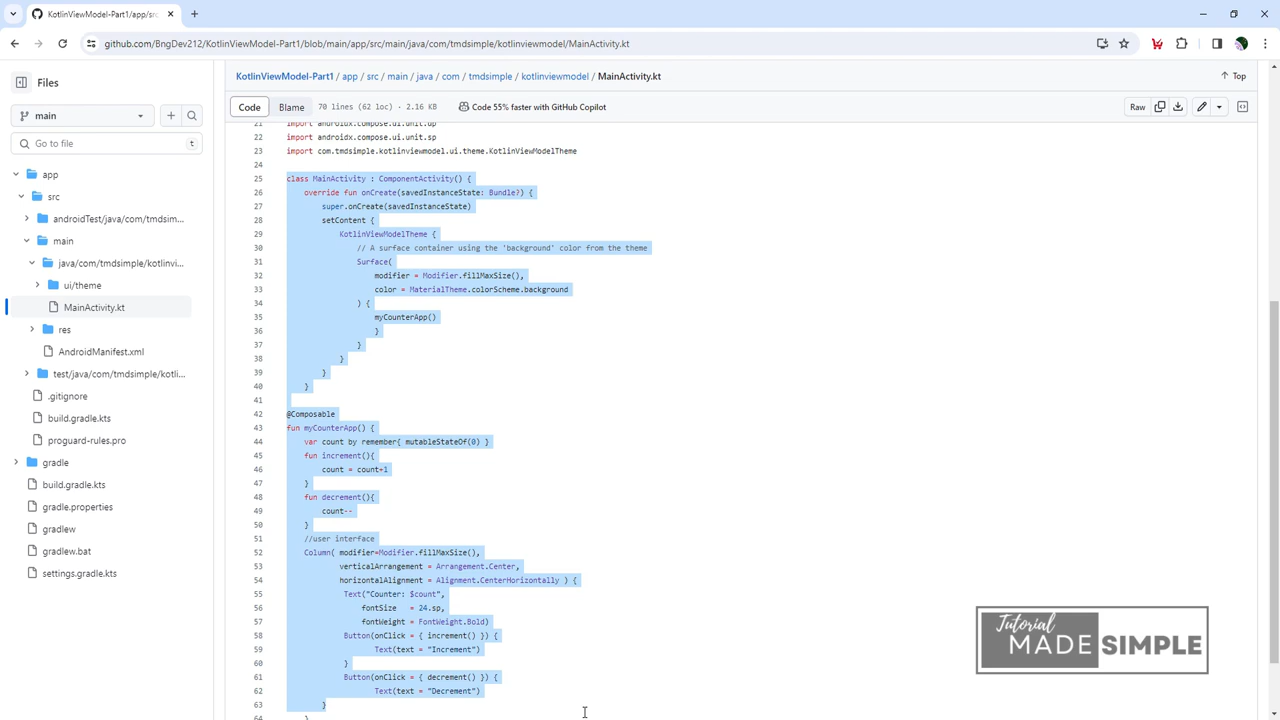 KotlinViewModel-Part1/app/src
github.com/BngDev212/KotlinViewModel-Part1/blob/main/app/src/main/java/com/tmdsimple/kotlinviewmodel/MainActivity.kt
Files
main
Go to file
t
app
src
androidTest/java/com/tmdsim...
main
java/com/tmdsimple/kotlinvi...
ui/theme
MainActivity.kt
res
AndroidManifest.xml
test/java/com/tmdsimple/kotli...
.gitignore
build.gradle.kts
proguard-rules.pro
gradle
build.gradle.kts
gradle.properties
gradlew
gradlew.bat
settings.gradle.kts
KotlinViewModel-Part1 / app / src / main / java / com / tmdsimple / kotlinviewmodel / MainActivity.kt
Top
Code Blame 70 lines (62 loc) · 2.16 KB Code 55% faster with GitHub Copilot Raw
21 import androidx.compose.ui.unit.dp
22 import androidx.compose.ui.unit.sp
23 import com.tmdsimple.kotlinviewmodel.ui.theme.KotlinViewModelTheme
24
25 class MainActivity : ComponentActivity() {
26 override fun onCreate(savedInstanceState: Bundle?) {
27 super.onCreate(savedInstanceState)
28 setContent {
29 KotlinViewModelTheme {
30 // A surface container using the 'background' color from the theme
31 Surface(
32 modifier = Modifier.fillMaxSize(),
33 color = MaterialTheme.colorScheme.background
34 ) {
35 myCounterApp()
36 }
37 }
38 }
39 }
40 }
41
42 @Composable
43 fun myCounterApp() {
44 var count by remember{ mutableStateOf(0) }
45 fun increment(){
46 count = count+1
47 }
48 fun decrement(){
49 count--
50 }
51 //user interface
52 Column( modifier=Modifier.fillMaxSize(),
53 verticalArrangement = Arrangement.Center,
54 horizontalAlignment = Alignment.CenterHorizontally ) {
55 Text("Counter: $count",
56 fontSize = 24.sp,
57 fontWeight = FontWeight.Bold)
58 Button(onClick = { increment() }) {
59 Text(text = "Increment")
60 }
61 Button(onClick = { decrement() }) {
62 Text(text = "Decrement")
63 }
64 }
Tutorial
MADE SIMPLE